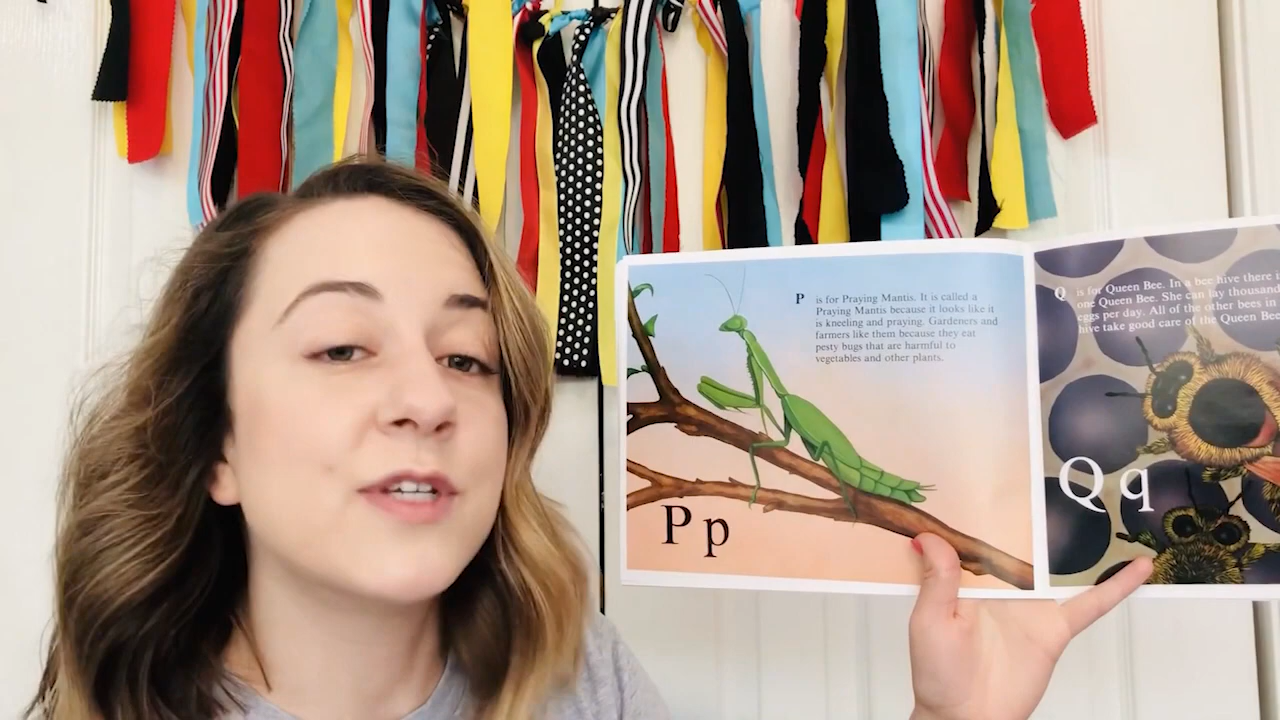 P is for Praying Mantis. It is called a
Praying Mantis because it looks like it
is kneeling and praying. Gardeners and
farmers like them because they eat
pesty bugs that are harmful to
vegetables and other plants.
P p
Q is for Queen Bee. In a bee hive there
one Queen Bee. She can lay thousand
eggs per day. All of the other bees in
hive take good care of the Queen Bee
Q q